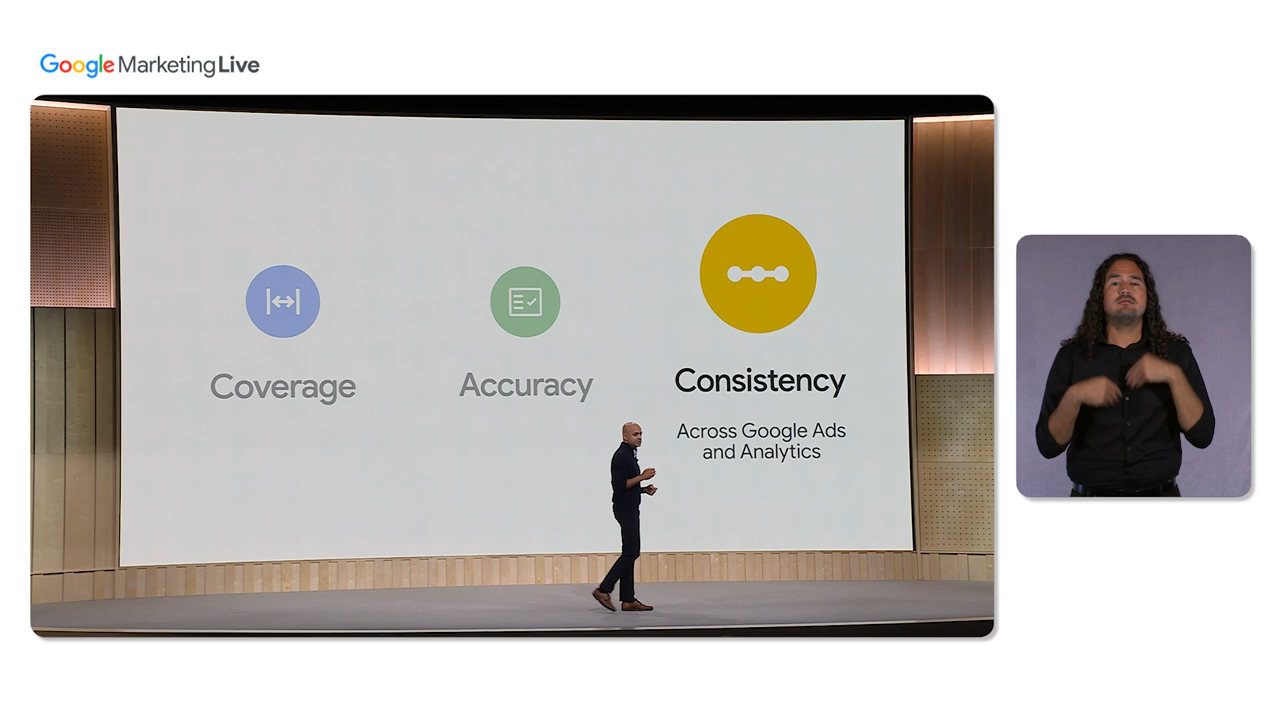 Google Marketing Live
Coverage
Accuracy
Consistency
Across Google Ads
and Analytics